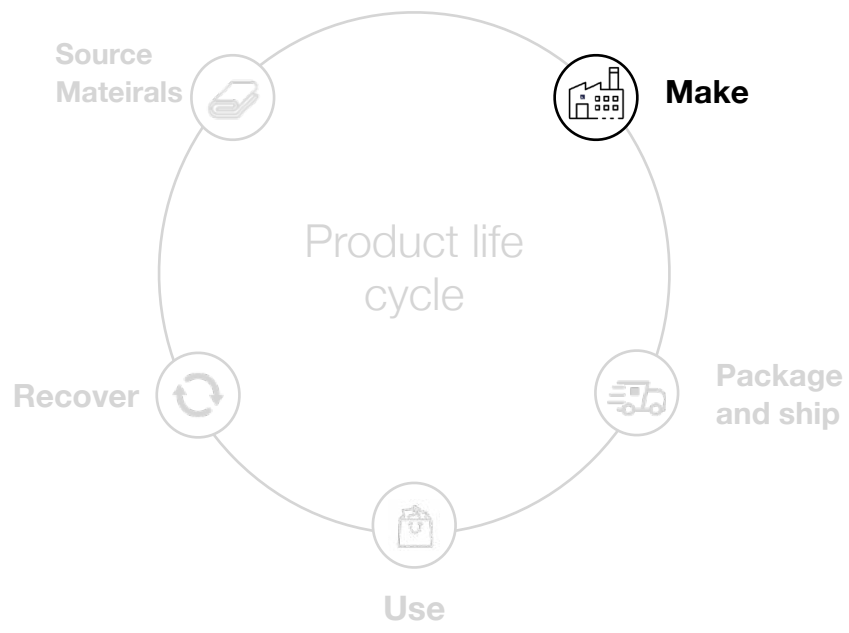 Source
Mateirals
Make
Product life
cycle
Recover
Package
and ship
Use